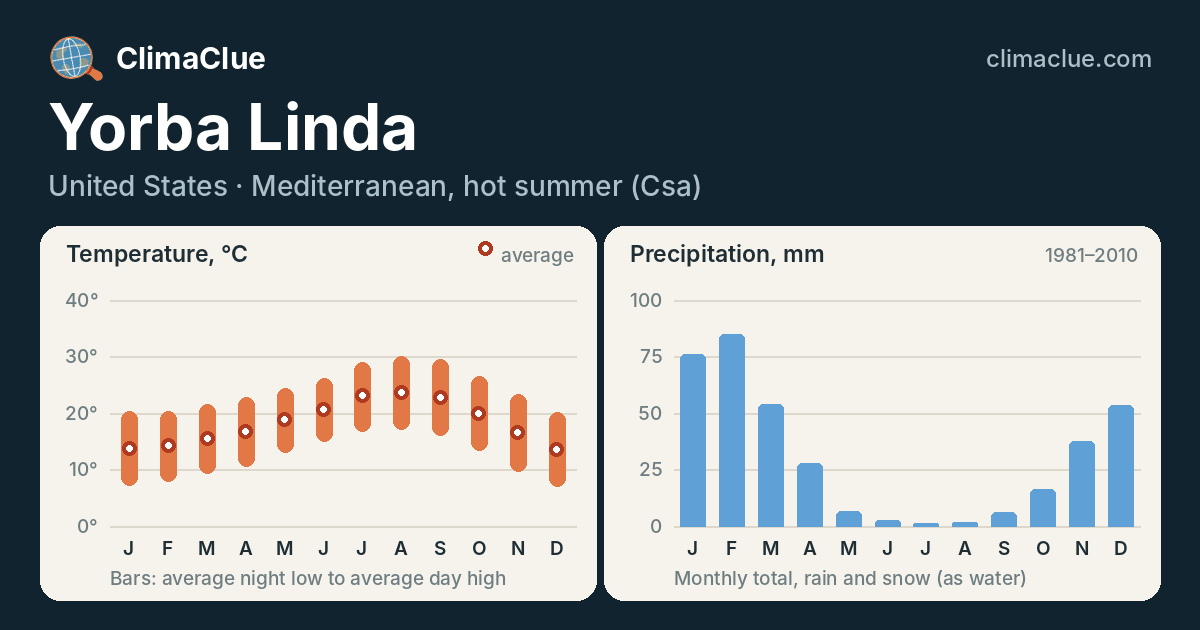 ClimaClue
climaclue.com
Yorba Linda
United States · Mediterranean, hot summer (Csa)
Temperature, °C
average
40°
30°
20°
10°
0°
J F M A M J J A S O N D
Bars: average night low to average day high
Precipitation, mm
1981–2010
100
75
50
25
0
J F M A M J J A S O N D
Monthly total, rain and snow (as water)